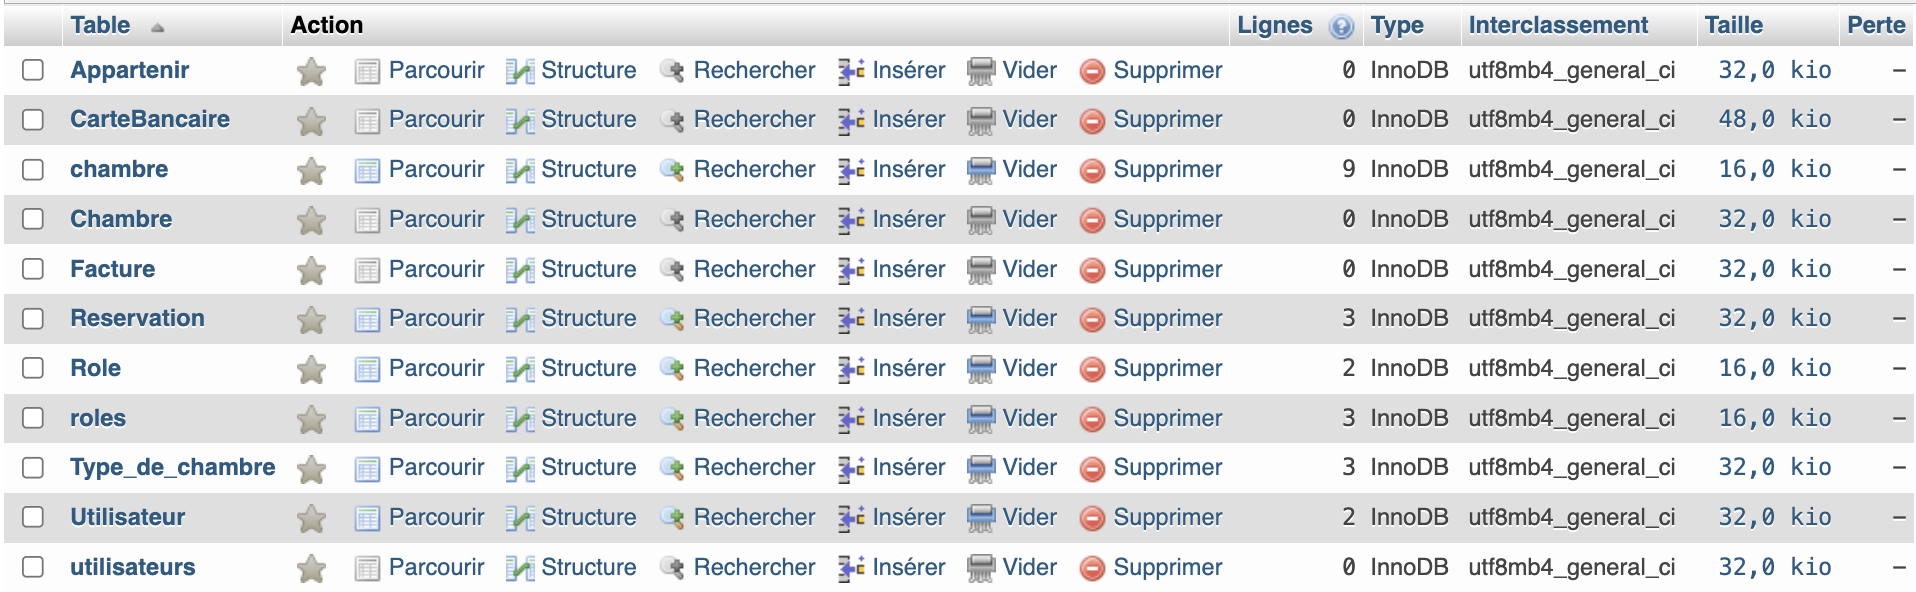 Table Action Lignes Type Interclassement Taille Perte
Appartenir Parcourir Structure Rechercher Insérer Vider Supprimer 0 InnoDB utf8mb4_general_ci 32,0 kio –
CarteBancaire Parcourir Structure Rechercher Insérer Vider Supprimer 0 InnoDB utf8mb4_general_ci 48,0 kio –
chambre Parcourir Structure Rechercher Insérer Vider Supprimer 9 InnoDB utf8mb4_general_ci 16,0 kio –
Chambre Parcourir Structure Rechercher Insérer Vider Supprimer 0 InnoDB utf8mb4_general_ci 32,0 kio –
Facture Parcourir Structure Rechercher Insérer Vider Supprimer 0 InnoDB utf8mb4_general_ci 32,0 kio –
Reservation Parcourir Structure Rechercher Insérer Vider Supprimer 3 InnoDB utf8mb4_general_ci 32,0 kio –
Role Parcourir Structure Rechercher Insérer Vider Supprimer 2 InnoDB utf8mb4_general_ci 16,0 kio –
roles Parcourir Structure Rechercher Insérer Vider Supprimer 3 InnoDB utf8mb4_general_ci 16,0 kio –
Type_de_chambre Parcourir Structure Rechercher Insérer Vider Supprimer 3 InnoDB utf8mb4_general_ci 32,0 kio –
Utilisateur Parcourir Structure Rechercher Insérer Vider Supprimer 2 InnoDB utf8mb4_general_ci 32,0 kio –
utilisateurs Parcourir Structure Rechercher Insérer Vider Supprimer 0 InnoDB utf8mb4_general_ci 32,0 kio –